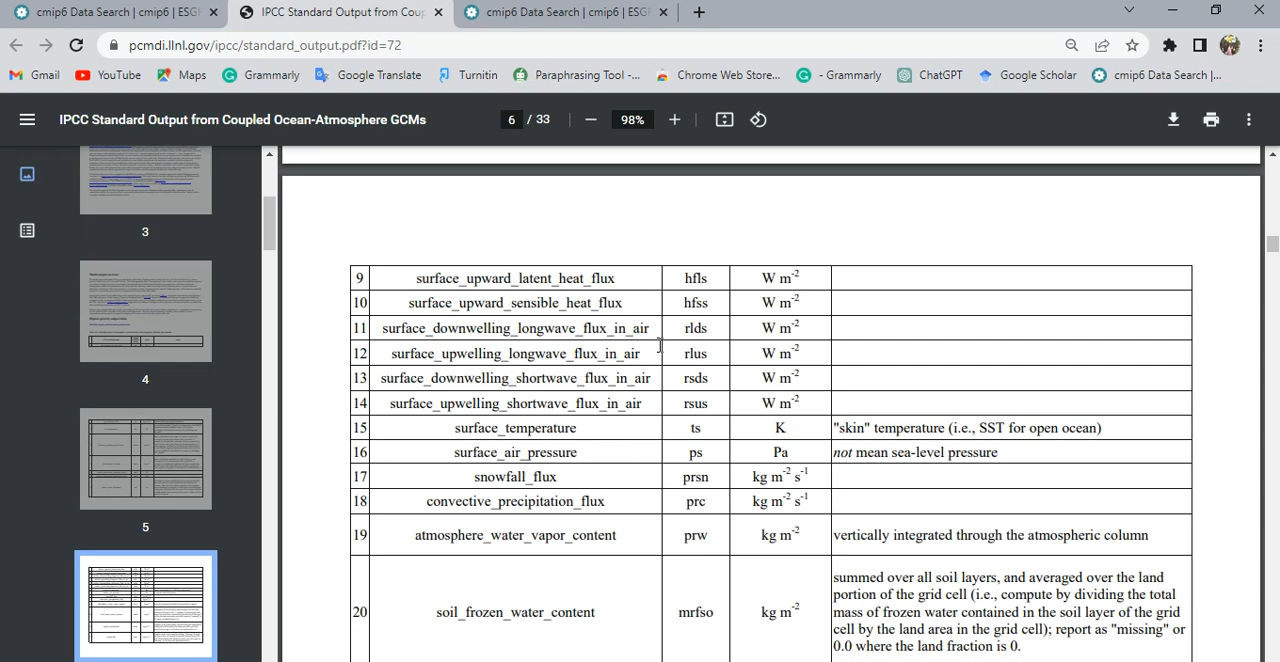 cmip6 Data Search | cmip6 | ESG
IPCC Standard Output from Coup
cmip6 Data Search | cmip6 | ESGF
pcmdi.llnl.gov/ipcc/standard_output.pdf?id=72
Gmail YouTube Maps Grammarly Google Translate Turnitin Paraphrasing Tool -... Chrome Web Store... - Grammarly ChatGPT Google Scholar cmip6 Data Search |...
IPCC Standard Output from Coupled Ocean-Atmosphere GCMs
6 / 33
98%
3
4
5
9 surface_upward_latent_heat_flux hfls W m-2
10 surface_upward_sensible_heat_flux hfss W m-2
11 surface_downwelling_longwave_flux_in_air rlds W m-2
12 surface_upwelling_longwave_flux_in_air rlus W m-2
13 surface_downwelling_shortwave_flux_in_air rsds W m-2
14 surface_upwelling_shortwave_flux_in_air rsus W m-2
15 surface_temperature ts K "skin" temperature (i.e., SST for open ocean)
16 surface_air_pressure ps Pa not mean sea-level pressure
17 snowfall_flux prsn kg m-2 s-1
18 convective_precipitation_flux prc kg m-2 s-1
19 atmosphere_water_vapor_content prw kg m-2 vertically integrated through the atmospheric column
20 soil_frozen_water_content mrfso kg m-2
summed over all soil layers, and averaged over the land
portion of the grid cell (i.e., compute by dividing the total
mass of frozen water contained in the soil layer of the grid
cell by the land area in the grid cell); report as "missing" or
0.0 where the land fraction is 0.